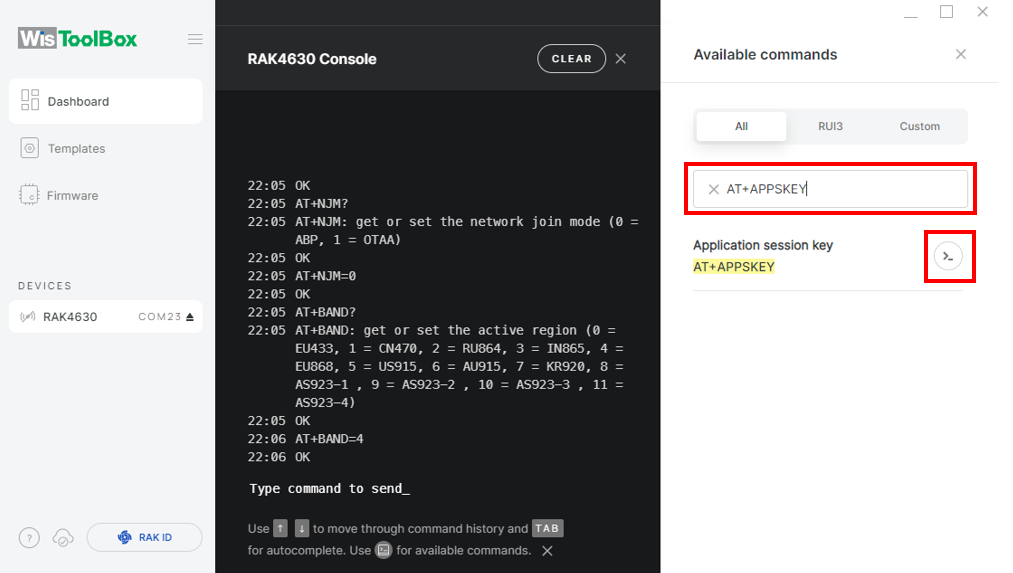 WisToolBox
Dashboard
Templates
Firmware
DEVICES
RAK4630 COM23
?
RAK ID
RAK4630 Console
CLEAR
22:05 OK
22:05 AT+NJM?
22:05 AT+NJM: get or set the network join mode (0 =
ABP, 1 = OTAA)
22:05 OK
22:05 AT+NJM=0
22:05 OK
22:05 AT+BAND?
22:05 AT+BAND: get or set the active region (0 =
EU433, 1 = CN470, 2 = RU864, 3 = IN865, 4 =
EU868, 5 = US915, 6 = AU915, 7 = KR920, 8 =
AS923-1 , 9 = AS923-2 , 10 = AS923-3 , 11 =
AS923-4)
22:05 OK
22:06 AT+BAND=4
22:06 OK
Type command to send_
Use ↑ ↓ to move through command history and TAB
for autocomplete. Use for available commands.
Available commands
All RUI3 Custom
AT+APPSKEY
Application session key
AT+APPSKEY